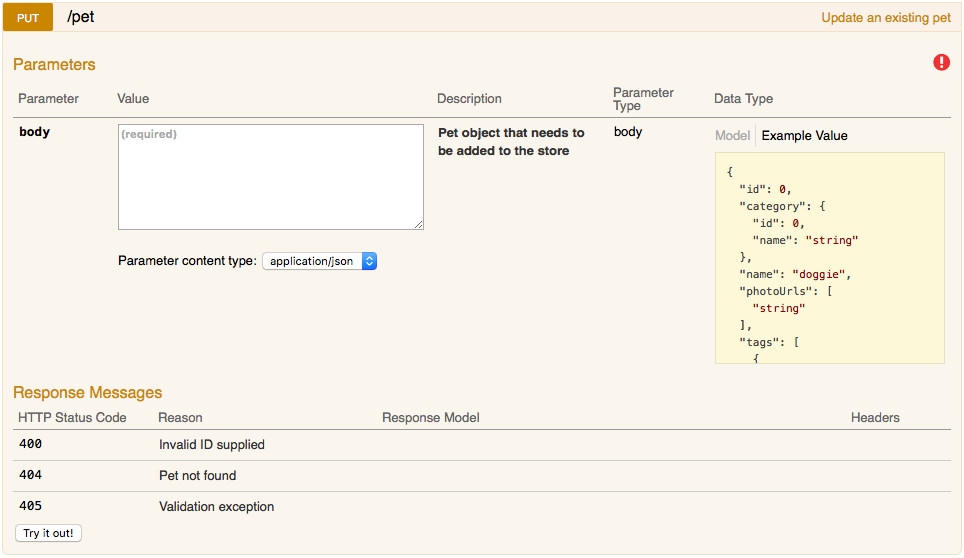 PUT /pet Update an existing pet
Parameters
Parameter Value Description Parameter Type Data Type
body (required) Pet object that needs to be added to the store body Model Example Value
{
"id": 0,
"category": {
"id": 0,
"name": "string"
},
"name": "doggie",
"photoUrls": [
"string"
],
"tags": [
{
Parameter content type: application/json
Response Messages
HTTP Status Code Reason Response Model Headers
400 Invalid ID supplied
404 Pet not found
405 Validation exception
Try it out!